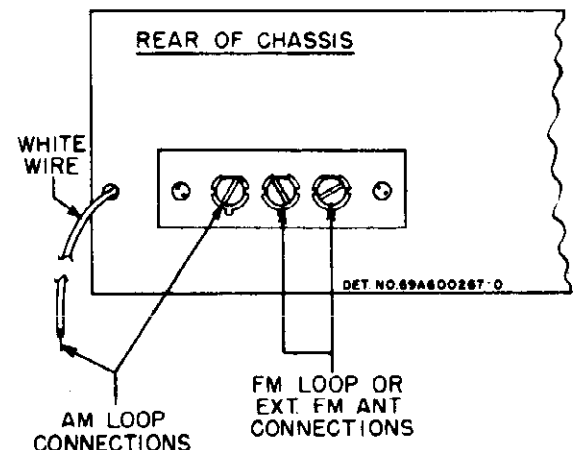 REAR OF CHASSIS
WHITE
WIRE
DET. NO.69A600267-0
FM LOOP OR
EXT. FM ANT
CONNECTIONS
AM LOOP
CONNECTIONS